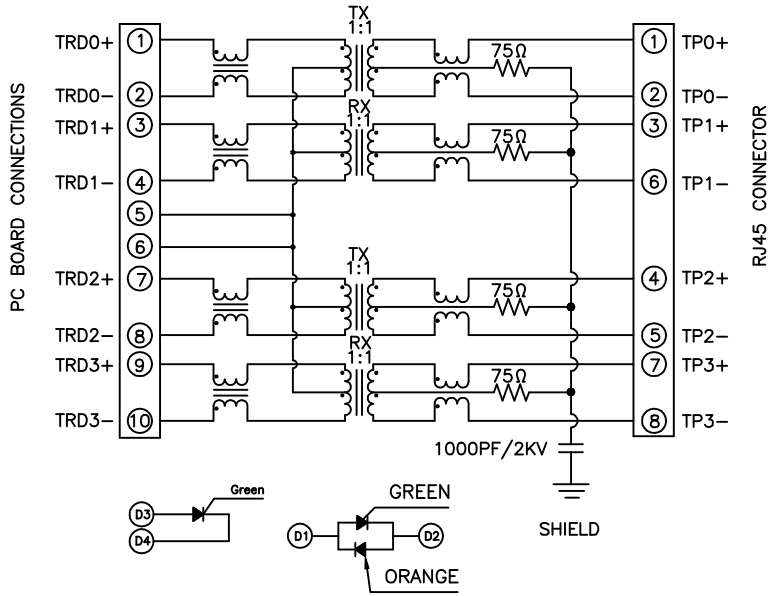 TX
1:1
TRD0+ 1
75Ω
1 TP0+
TRD0- 2
2 TP0-
RX
1:1
TRD1+ 3
75Ω
3 TP1+
TRD1- 4
6 TP1-
5
6
PC BOARD CONNECTIONS
RJ45 CONNECTOR
TX
1:1
TRD2+ 7
75Ω
4 TP2+
TRD2- 8
5 TP2-
RX
1:1
TRD3+ 9
75Ω
7 TP3+
TRD3- 10
8 TP3-
1000PF/2KV
SHIELD
Green
D3
D4
GREEN
D1
D2
ORANGE